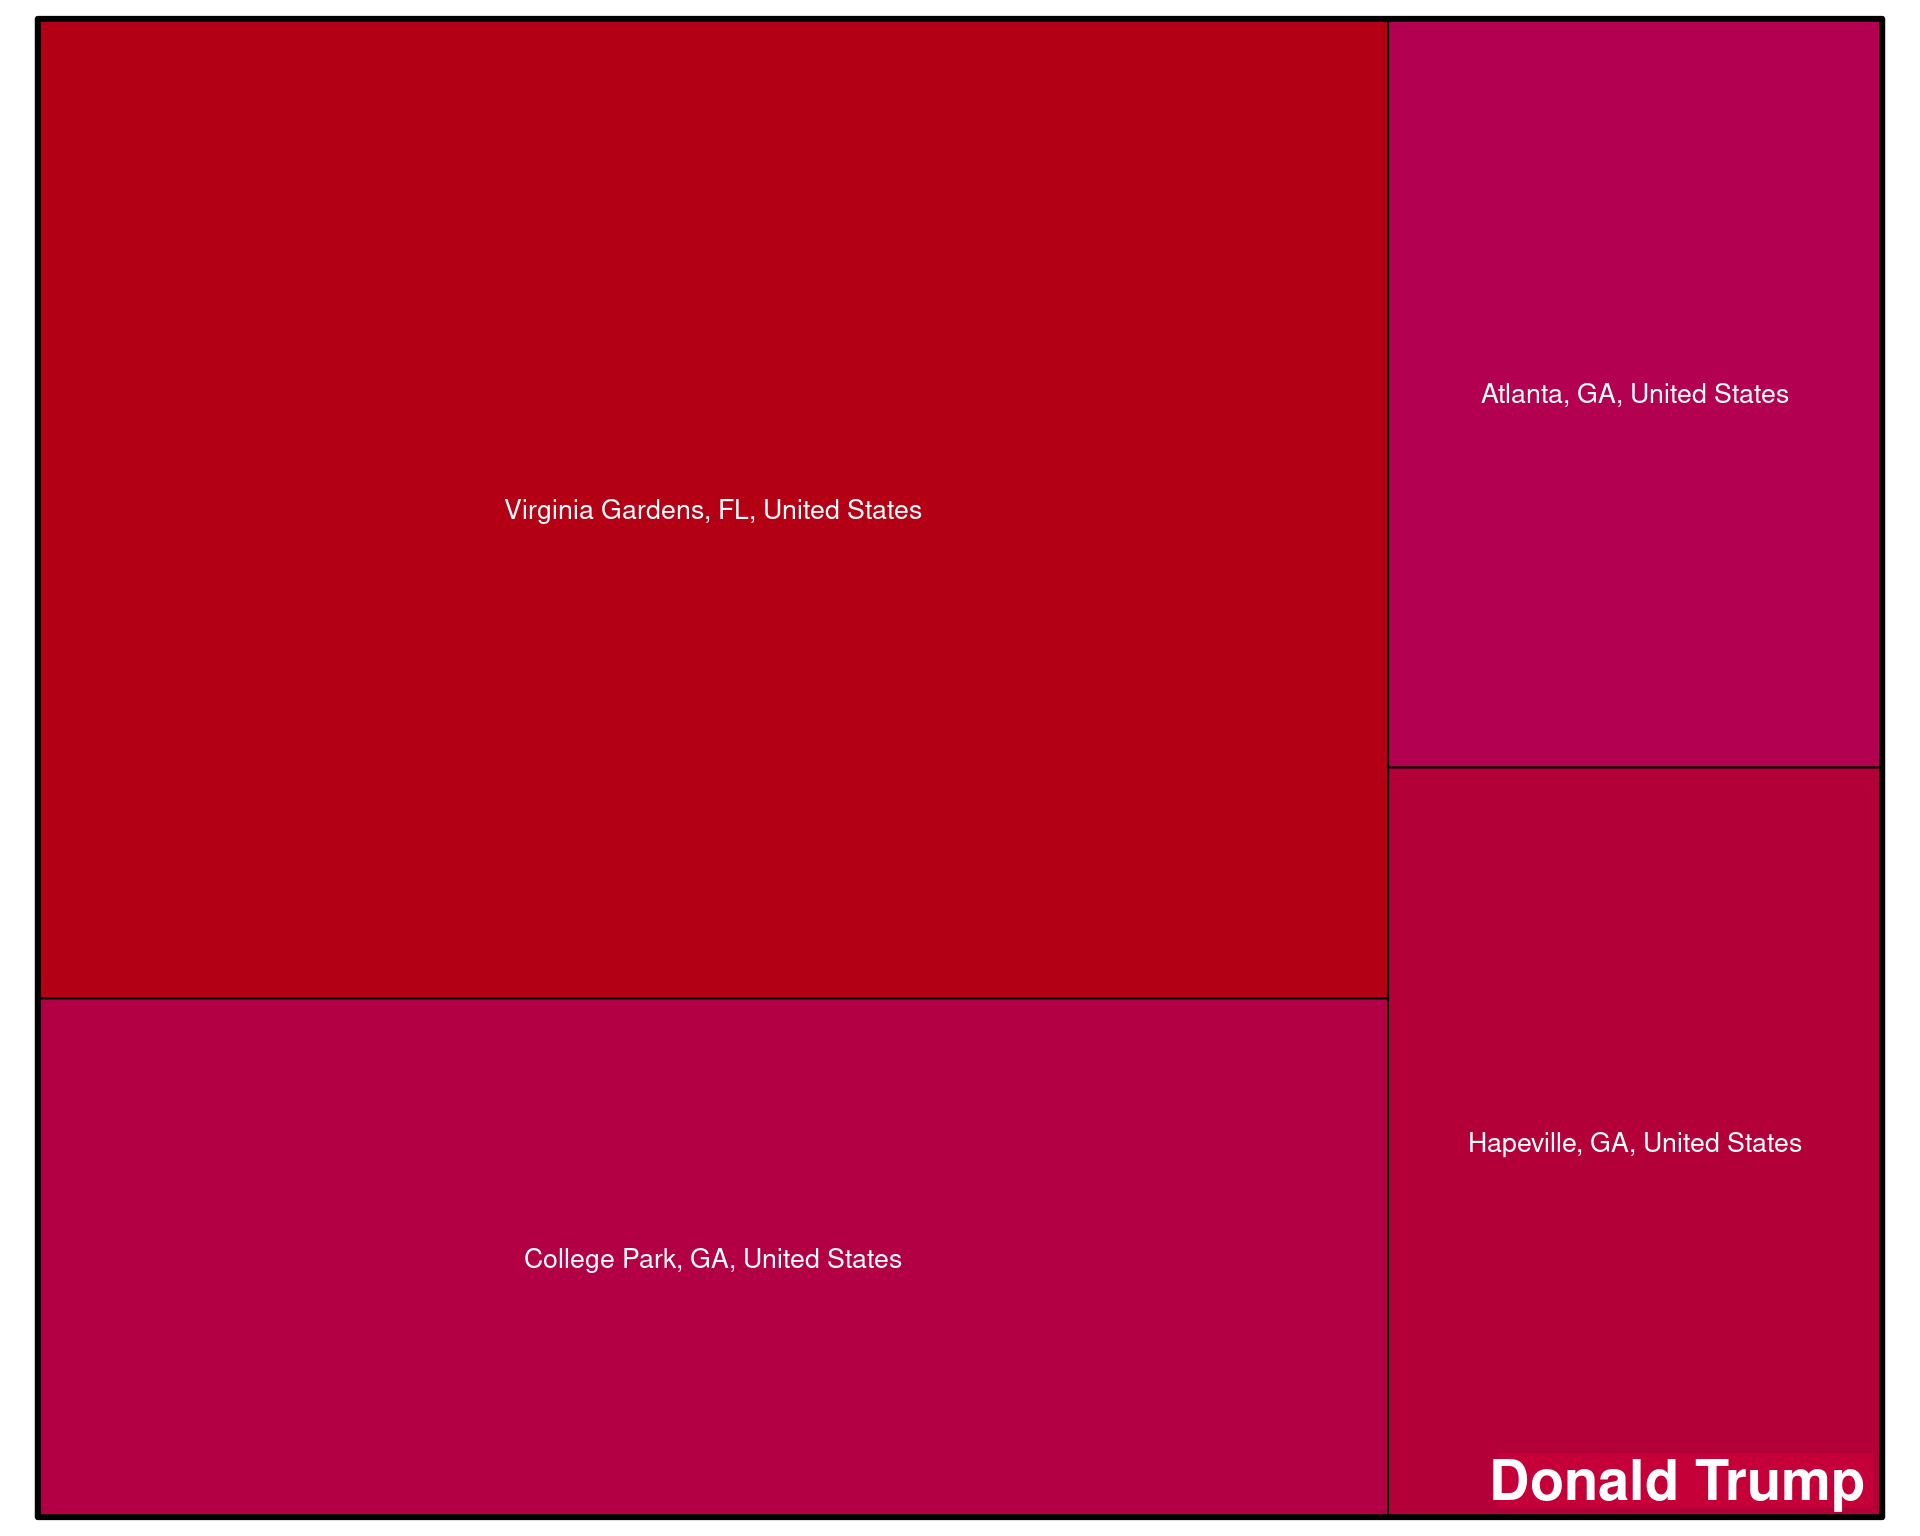 Virginia Gardens, FL, United States
College Park, GA, United States
Atlanta, GA, United States
Hapeville, GA, United States
Donald Trump